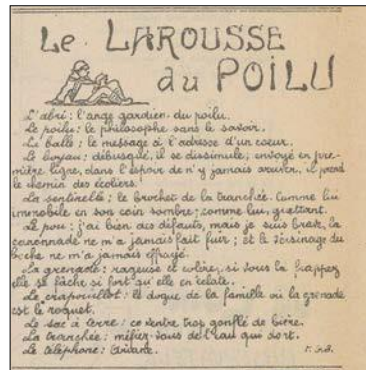 Le LAROUSSE
du POILU
L'abri : l'ange gardien du poilu.
Le poilu : le philosophe sans le savoir.
La balle : le message à l'adresse d'un coeur.
Le boyau : débusqué, il se dissimule ; envoyé en pre-
mière ligne, dans l'espoir de n'y jamais arriver, il prend
le chemin des écoliers.
La sentinelle : le brochet de la tranchée. Comme lui
immobile en son coin sombre ; comme lui, guettant.
Le pou : j'ai bien des défauts, mais je suis brave, la
canonnade ne m'a jamais fait fuir ; et le voisinage du
boche ne m'a jamais effrayé.
La grenade : rageuse et colère, si vous la frappez
elle se fâche si fort qu'elle en éclate.
Le crapouillot : le dogue de la famille où la grenade
est le roquet.
Le sac à terre : ce ventre trop gonflé de bière.
La tranchée : méfiez-vous de l'eau qui dort.
Le téléphone :